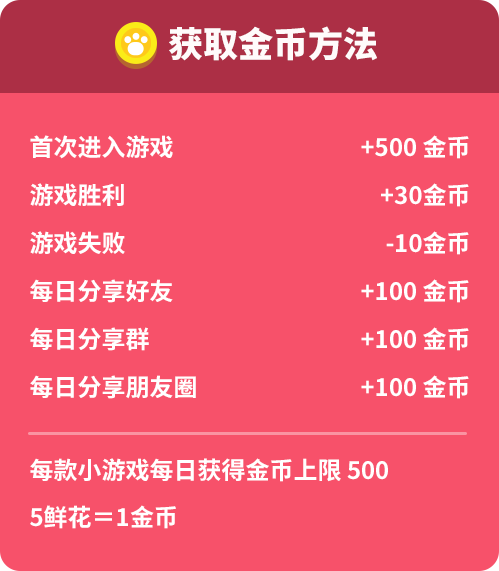 获取金币方法
首次进入游戏 +500 金币
游戏胜利 +30金币
游戏失败 -10金币
每日分享好友 +100 金币
每日分享群 +100 金币
每日分享朋友圈 +100 金币
每款小游戏每日获得金币上限 500
5鲜花＝1金币